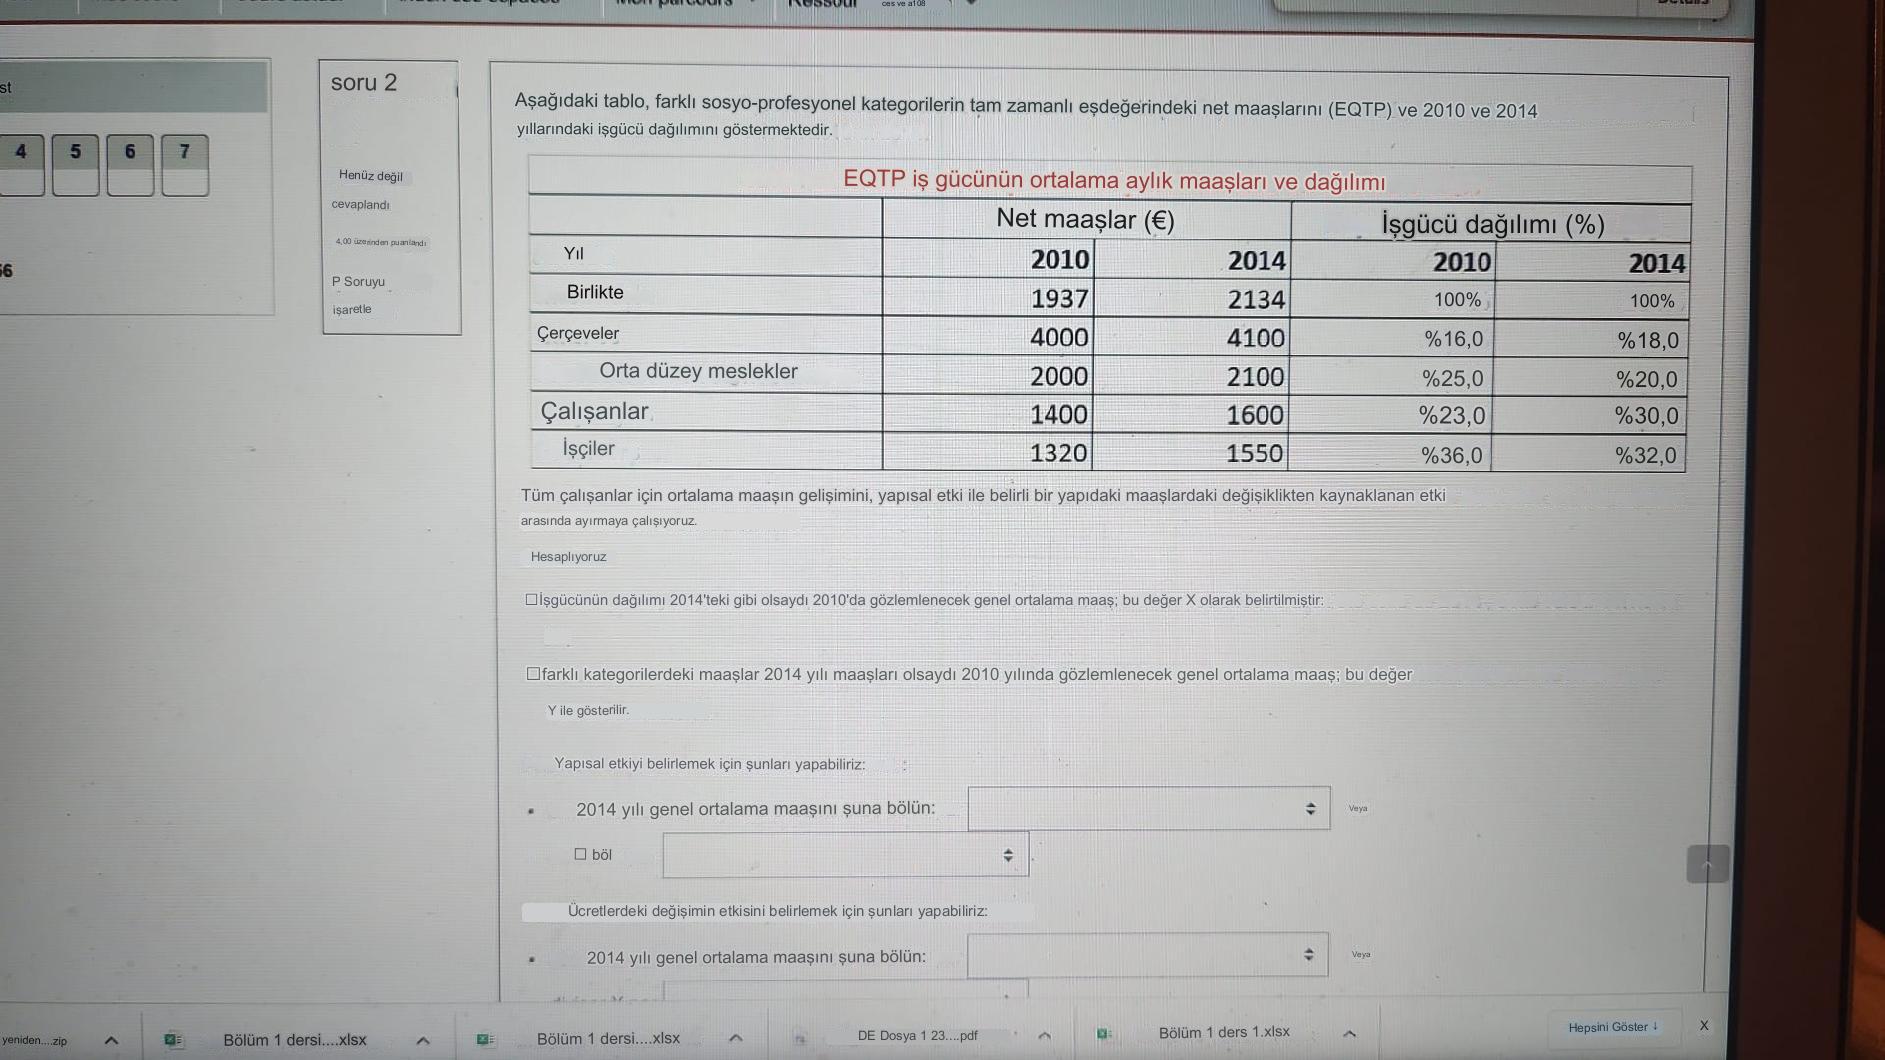 st
4 5 6 7
56
soru 2
Henüz değil
cevaplandı
4,00 üzerinden puanlandı
P Soruyu
işaretle
Aşağıdaki tablo, farklı sosyo-profesyonel kategorilerin tam zamanlı eşdeğerindeki net maaşlarını (EQTP) ve 2010 ve 2014
yıllarındaki işgücü dağılımını göstermektedir.
EQTP iş gücünün ortalama aylık maaşları ve dağılımı
Net maaşlar (€) İşgücü dağılımı (%)
Yıl 2010 2014 2010 2014
Birlikte 1937 2134 100% 100%
Çerçeveler 4000 4100 %16,0 %18,0
Orta düzey meslekler 2000 2100 %25,0 %20,0
Çalışanlar 1400 1600 %23,0 %30,0
İşçiler 1320 1550 %36,0 %32,0
Tüm çalışanlar için ortalama maaşın gelişimini, yapısal etki ile belirli bir yapıdaki maaşlardaki değişiklikten kaynaklanan etki
arasında ayırmaya çalışıyoruz.
Hesaplıyoruz
□İşgücünün dağılımı 2014'teki gibi olsaydı 2010'da gözlemlenecek genel ortalama maaş; bu değer X olarak belirtilmiştir:
□farklı kategorilerdeki maaşlar 2014 yılı maaşları olsaydı 2010 yılında gözlemlenecek genel ortalama maaş; bu değer
Y ile gösterilir.
Yapısal etkiyi belirlemek için şunları yapabiliriz: :
• 2014 yılı genel ortalama maaşını şuna bölün: Veya
□ böl
Ücretlerdeki değişimin etkisini belirlemek için şunları yapabiliriz:
• 2014 yılı genel ortalama maaşını şuna bölün: Veya
yeniden....zip
Bölüm 1 dersi....xlsx
Bölüm 1 dersi....xlsx
DE Dosya 1 23....pdf
Bölüm 1 ders 1.xlsx
Hepsini Göster ↓
X